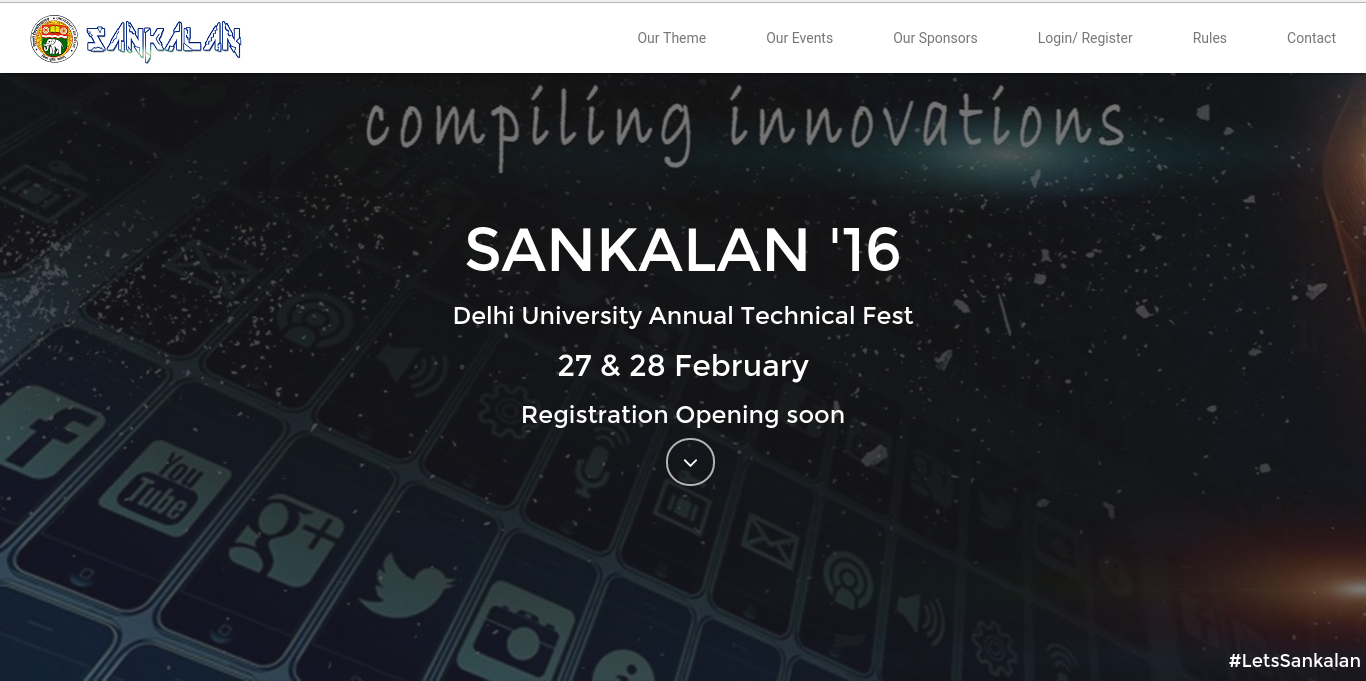 SANKALAN
Our Theme
Our Events
Our Sponsors
Login/ Register
Rules
Contact
compiling innovations
SANKALAN '16
Delhi University Annual Technical Fest
27 & 28 February
Registration Opening soon
You
Tube
#LetsSankalan